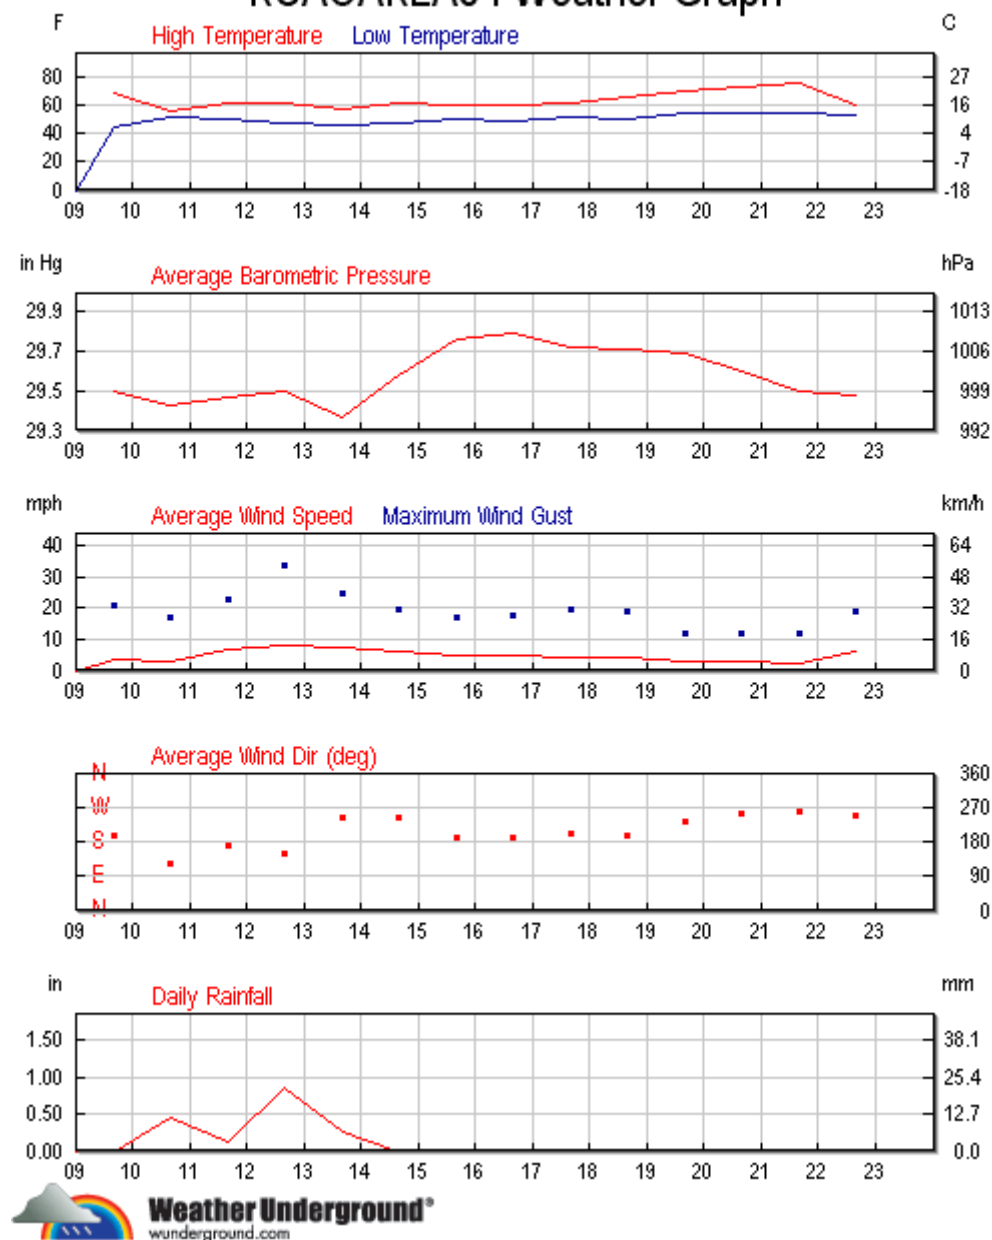 Weather Graph
F C
High Temperature Low Temperature
80 27
60 16
40 4
20 -7
0 -18
09 10 11 12 13 14 15 16 17 18 19 20 21 22 23
in Hg hPa
Average Barometric Pressure
29.9 1013
29.7 1006
29.5 999
29.3 992
09 10 11 12 13 14 15 16 17 18 19 20 21 22 23
mph km/h
Average Wind Speed Maximum Wind Gust
40 64
30 48
20 32
10 16
0 0
09 10 11 12 13 14 15 16 17 18 19 20 21 22 23
Average Wind Dir (deg)
N 360
W 270
S 180
E 90
N 0
09 10 11 12 13 14 15 16 17 18 19 20 21 22 23
in mm
Daily Rainfall
1.50 38.1
1.00 25.4
0.50 12.7
0.00 0.0
09 10 11 12 13 14 15 16 17 18 19 20 21 22 23
Weather Underground®
wunderground.com